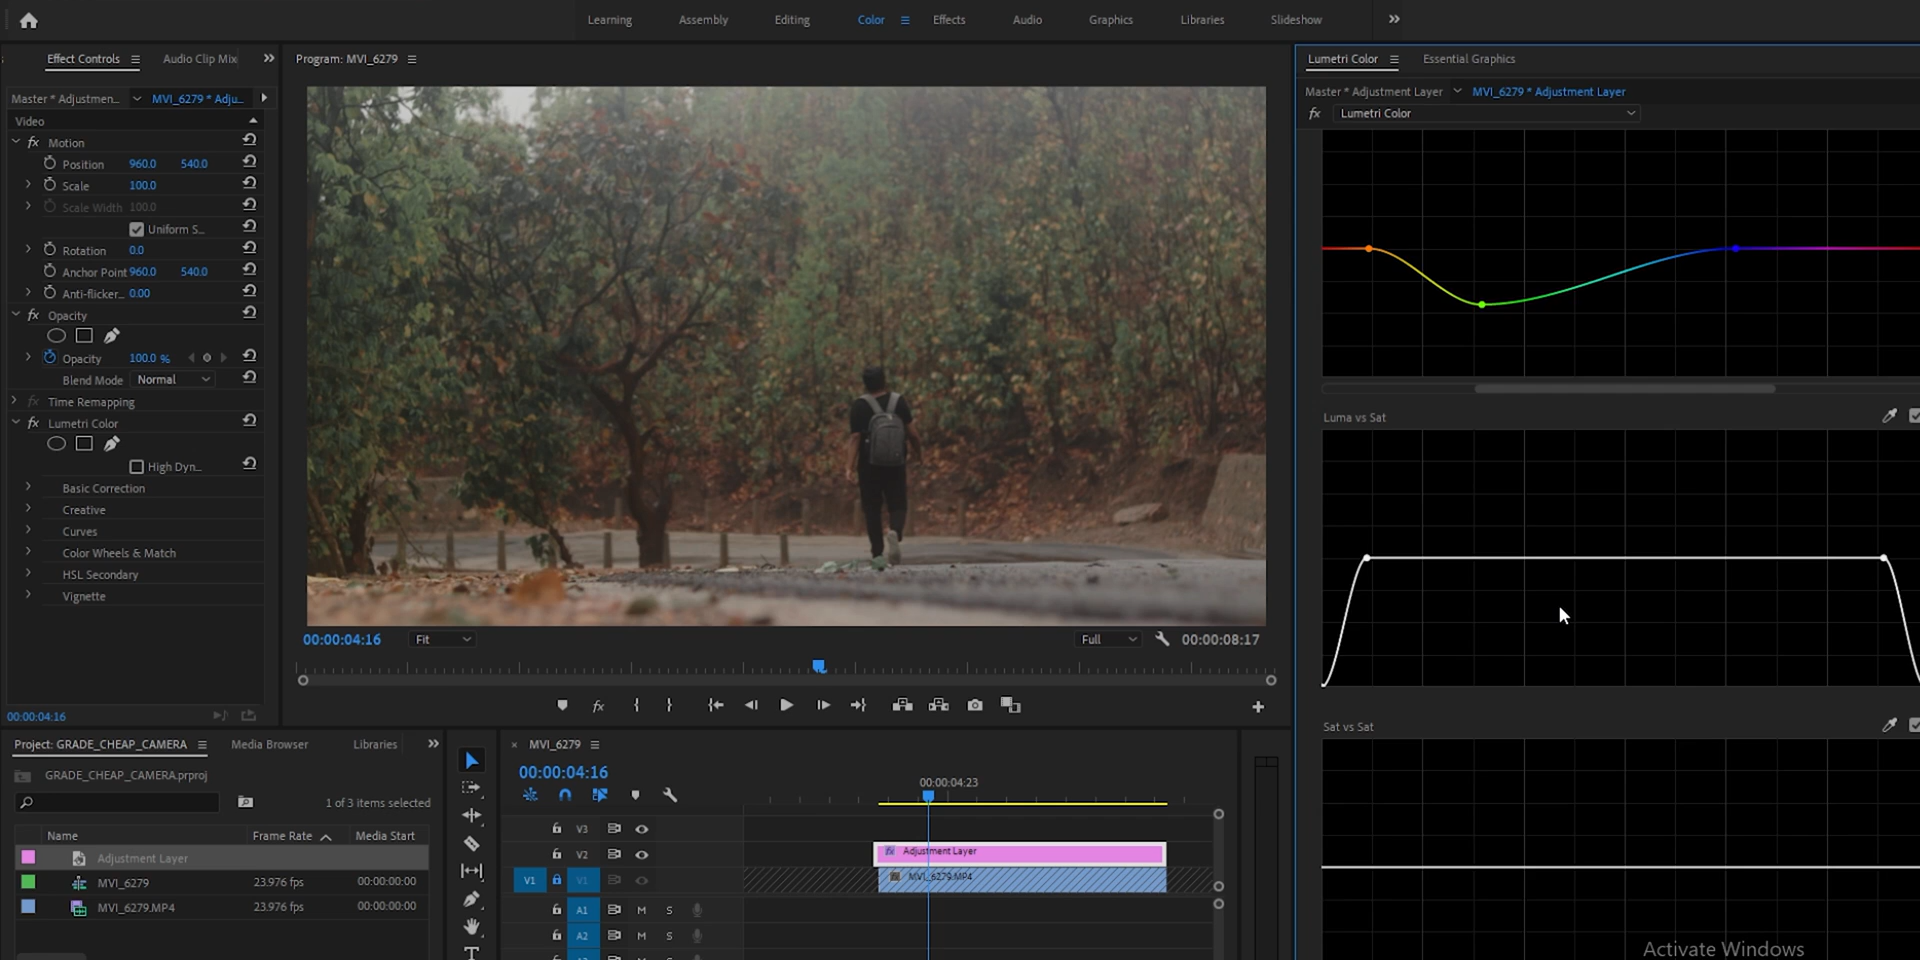 Learning Assembly Editing Color Effects Audio Graphics Libraries Slideshow
Effect Controls Audio Clip Mix
Master * Adjustmen... MVI_6279 * Adju...
Video
fx Motion
Position 960.0 540.0
Scale 100.0
Scale Width 100.0
Uniform S...
Rotation 0.0
Anchor Point 960.0 540.0
Anti-flicker... 0.00
fx Opacity
Opacity 100.0 %
Blend Mode Normal
fx Time Remapping
fx Lumetri Color
High Dyn...
Basic Correction
Creative
Curves
Color Wheels & Match
HSL Secondary
Vignette
00:00:04:16
Program: MVI_6279
00:00:04:16 Fit Full 00:00:08:17
fx
Lumetri Color Essential Graphics
Master * Adjustment Layer MVI_6279 * Adjustment Layer
fx Lumetri Color
Luma vs Sat
Sat vs Sat
Project: GRADE_CHEAP_CAMERA Media Browser Libraries
GRADE_CHEAP_CAMERA.prproj
1 of 3 items selected
Name Frame Rate Media Start
Adjustment Layer
MVI_6279 23.976 fps 00:00:00:00
MVI_6279.MP4 23.976 fps 00:00:00:00
× MVI_6279
00:00:04:16
00:00:04:23
V3
V2 fx Adjustment Layer
V1 V1 MVI_6279.MP4
A1 M S
A2 M S
Activate Windows